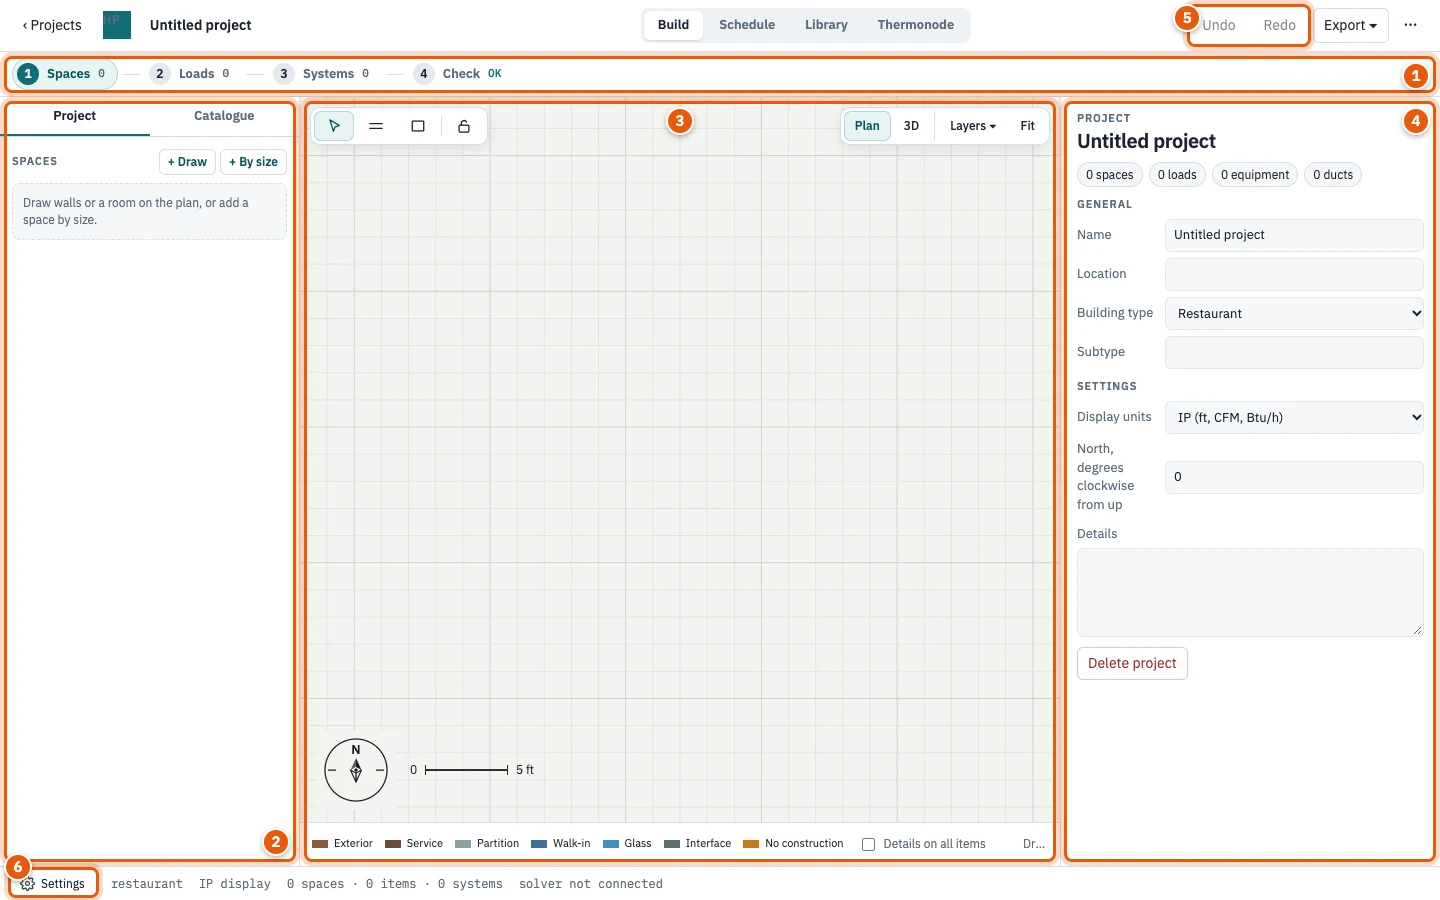 ‹ Projects
HP
Untitled project
Build
Schedule
Library
Thermonode
5
Undo
Redo
Export
1 Spaces 0
2 Loads 0
3 Systems 0
4 Check OK
1
Project
Catalogue
SPACES
+ Draw
+ By size
Draw walls or a room on the plan, or add a
space by size.
2
3
Plan
3D
Layers
Fit
N
0
5 ft
Exterior
Service
Partition
Walk-in
Glass
Interface
No construction
Details on all items
Dr...
4
PROJECT
Untitled project
0 spaces
0 loads
0 equipment
0 ducts
GENERAL
Name
Untitled project
Location
Building type
Restaurant
Subtype
SETTINGS
Display units
IP (ft, CFM, Btu/h)
North,
degrees
clockwise
from up
0
Details
Delete project
6
Settings
restaurant
IP display
0 spaces · 0 items · 0 systems
solver not connected